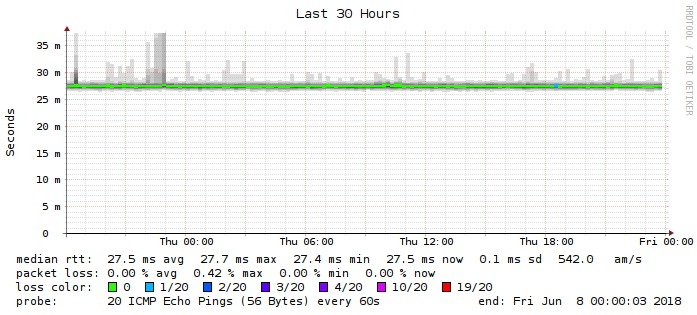 Last 30 Hours
RRDTOOL / TOBI OETIKER
Seconds
35 m
30 m
25 m
20 m
15 m
10 m
5 m
0
Thu 00:00 Thu 06:00 Thu 12:00 Thu 18:00 Fri 00:00
median rtt: 27.5 ms avg 27.7 ms max 27.4 ms min 27.5 ms now 0.1 ms sd 542.0 am/s
packet loss: 0.00 % avg 0.42 % max 0.00 % min 0.00 % now
loss color: 0 1/20 2/20 3/20 4/20 10/20 19/20
probe: 20 ICMP Echo Pings (56 Bytes) every 60s end: Fri Jun 8 00:00:03 2018